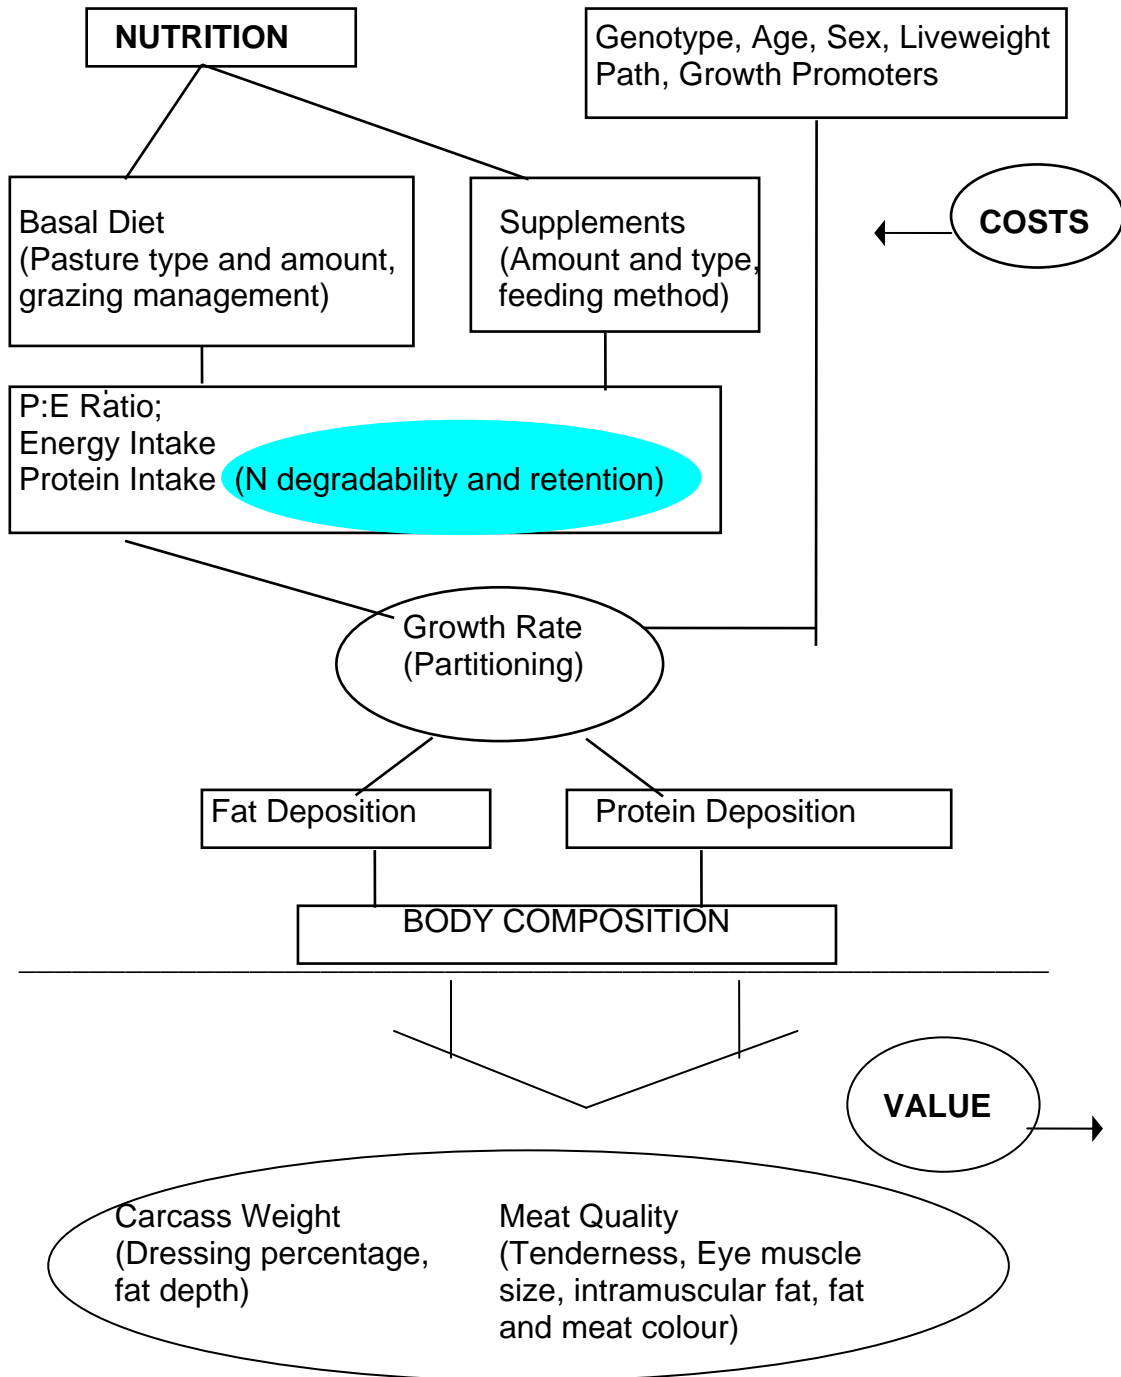 NUTRITION
Genotype, Age, Sex, Liveweight
Path, Growth Promoters
Basal Diet
(Pasture type and amount,
grazing management)
Supplements
(Amount and type,
feeding method)
COSTS
P:E Ratio;
Energy Intake
Protein Intake (N degradability and retention)
Growth Rate
(Partitioning)
Fat Deposition
Protein Deposition
BODY COMPOSITION
VALUE
Carcass Weight
(Dressing percentage,
fat depth)
Meat Quality
(Tenderness, Eye muscle
size, intramuscular fat, fat
and meat colour)